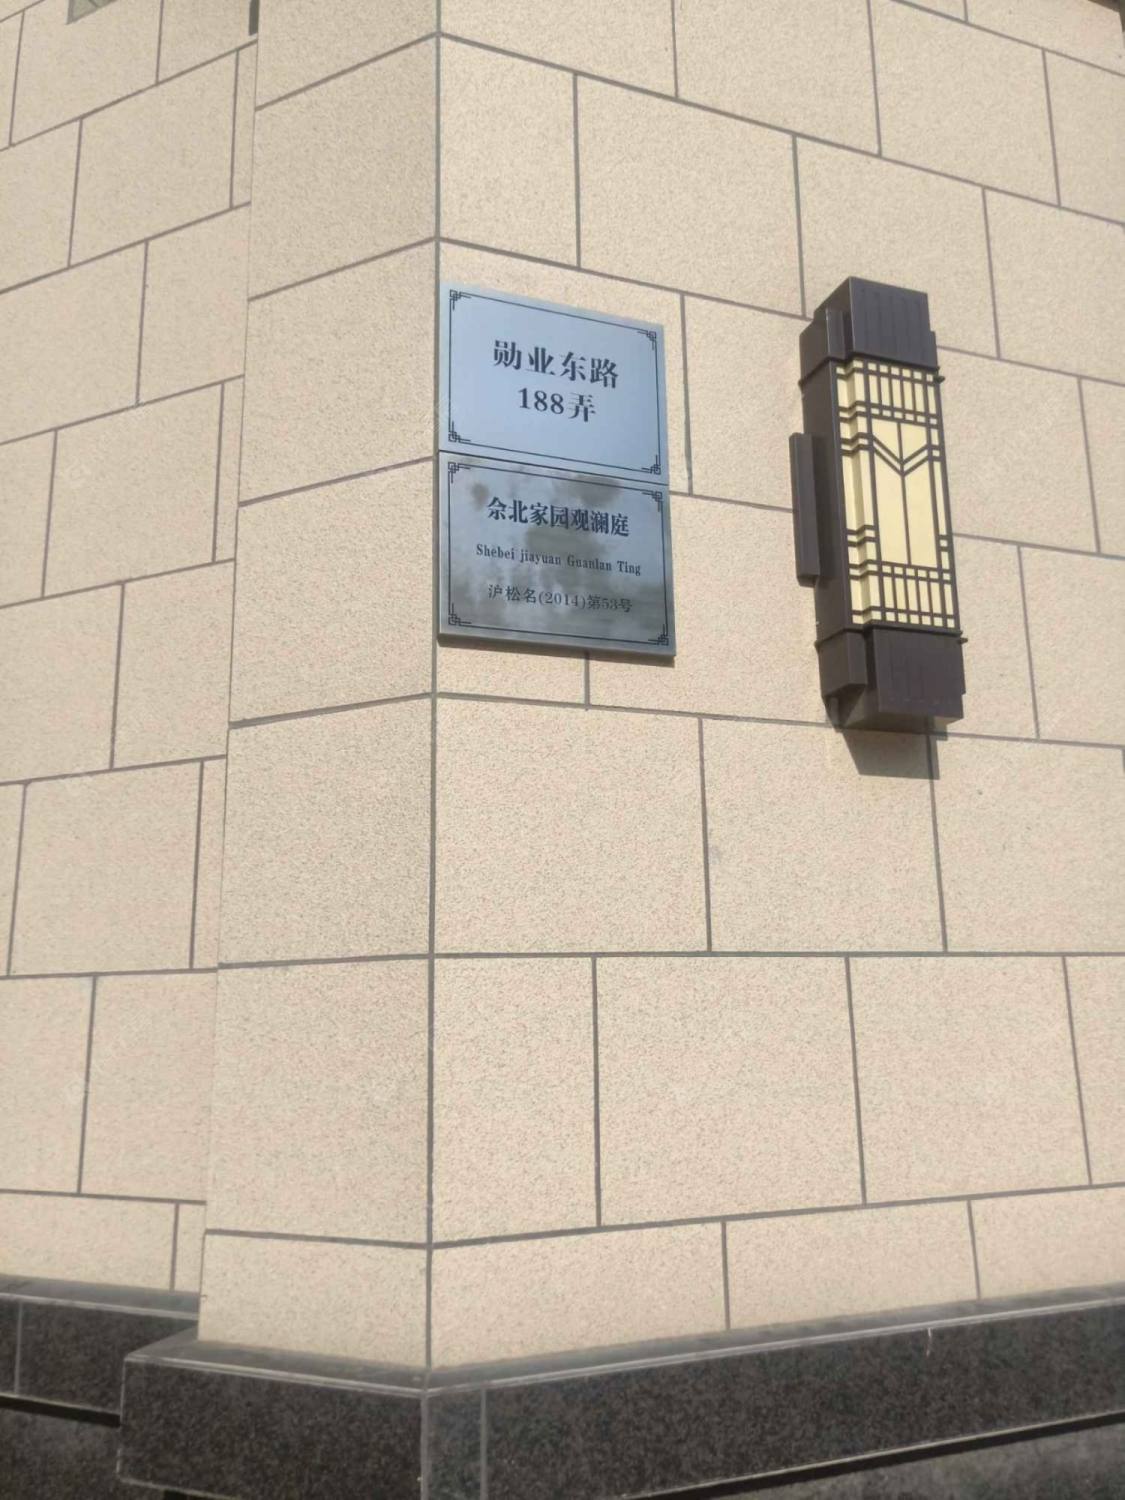 勋业东路
188弄
佘北家园观澜庭
Shebei jiayuan Guanlan Ting
沪松名(2014)第53号